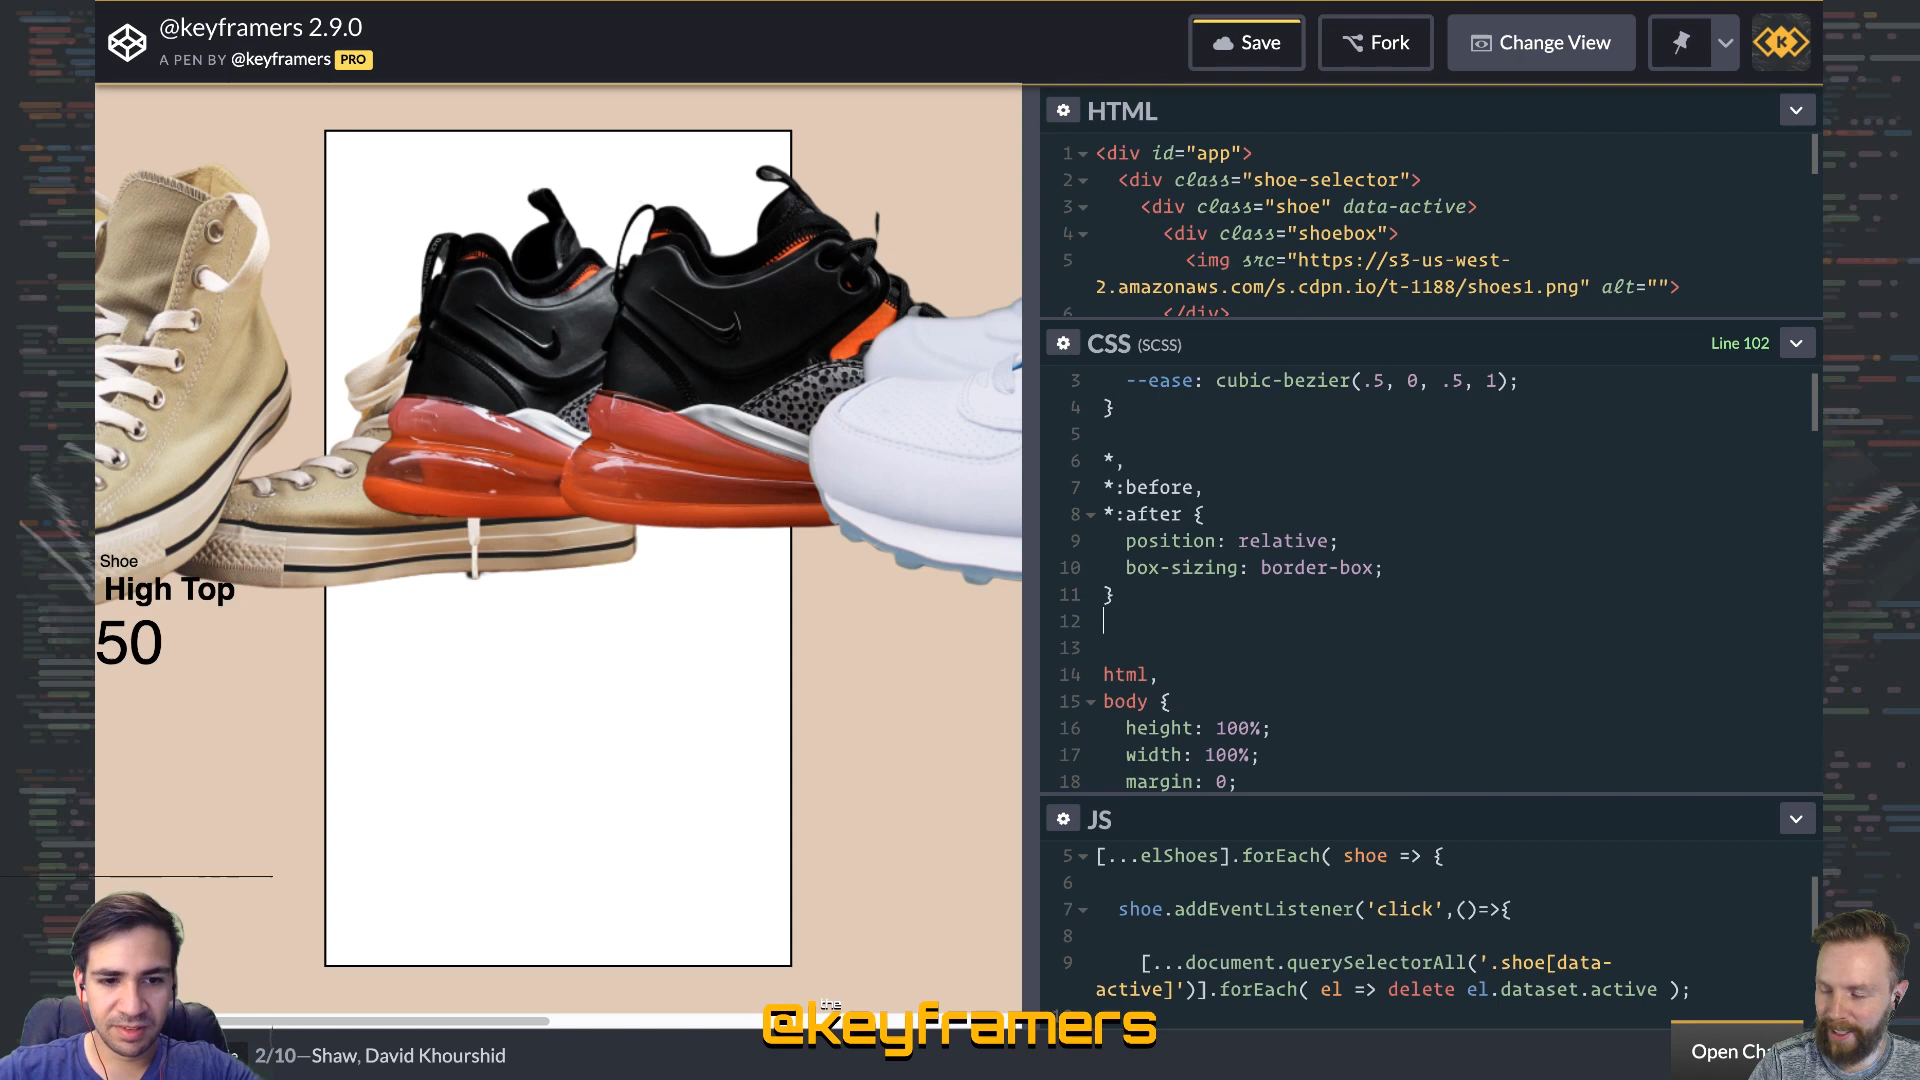 @keyframers 2.9.0
A PEN BY @keyframers PRO
Save
Fork
Change View
K
HTML
1 <div id="app">
2 <div class="shoe-selector">
3 <div class="shoe" data-active>
4 <div class="shoebox">
5 <img src="https://s3-us-west-
2.amazonaws.com/s.cdpn.io/t-1188/shoes1.png" alt="">
6 </div>
CSS (SCSS)
Line 102
3 --ease: cubic-bezier(.5, 0, .5, 1);
4 }
5
6 *,
7 *:before,
8 *:after {
9 position: relative;
10 box-sizing: border-box;
11 }
12
13
14 html,
15 body {
16 height: 100%;
17 width: 100%;
18 margin: 0;
JS
5 [...elShoes].forEach( shoe => {
6
7 shoe.addEventListener('click',()=>{
8
9 [...document.querySelectorAll('.shoe[data-
active]')].forEach( el => delete el.dataset.active );
Shoe
High Top
50
the
@keyframers
2/10—Shaw, David Khourshid
Open